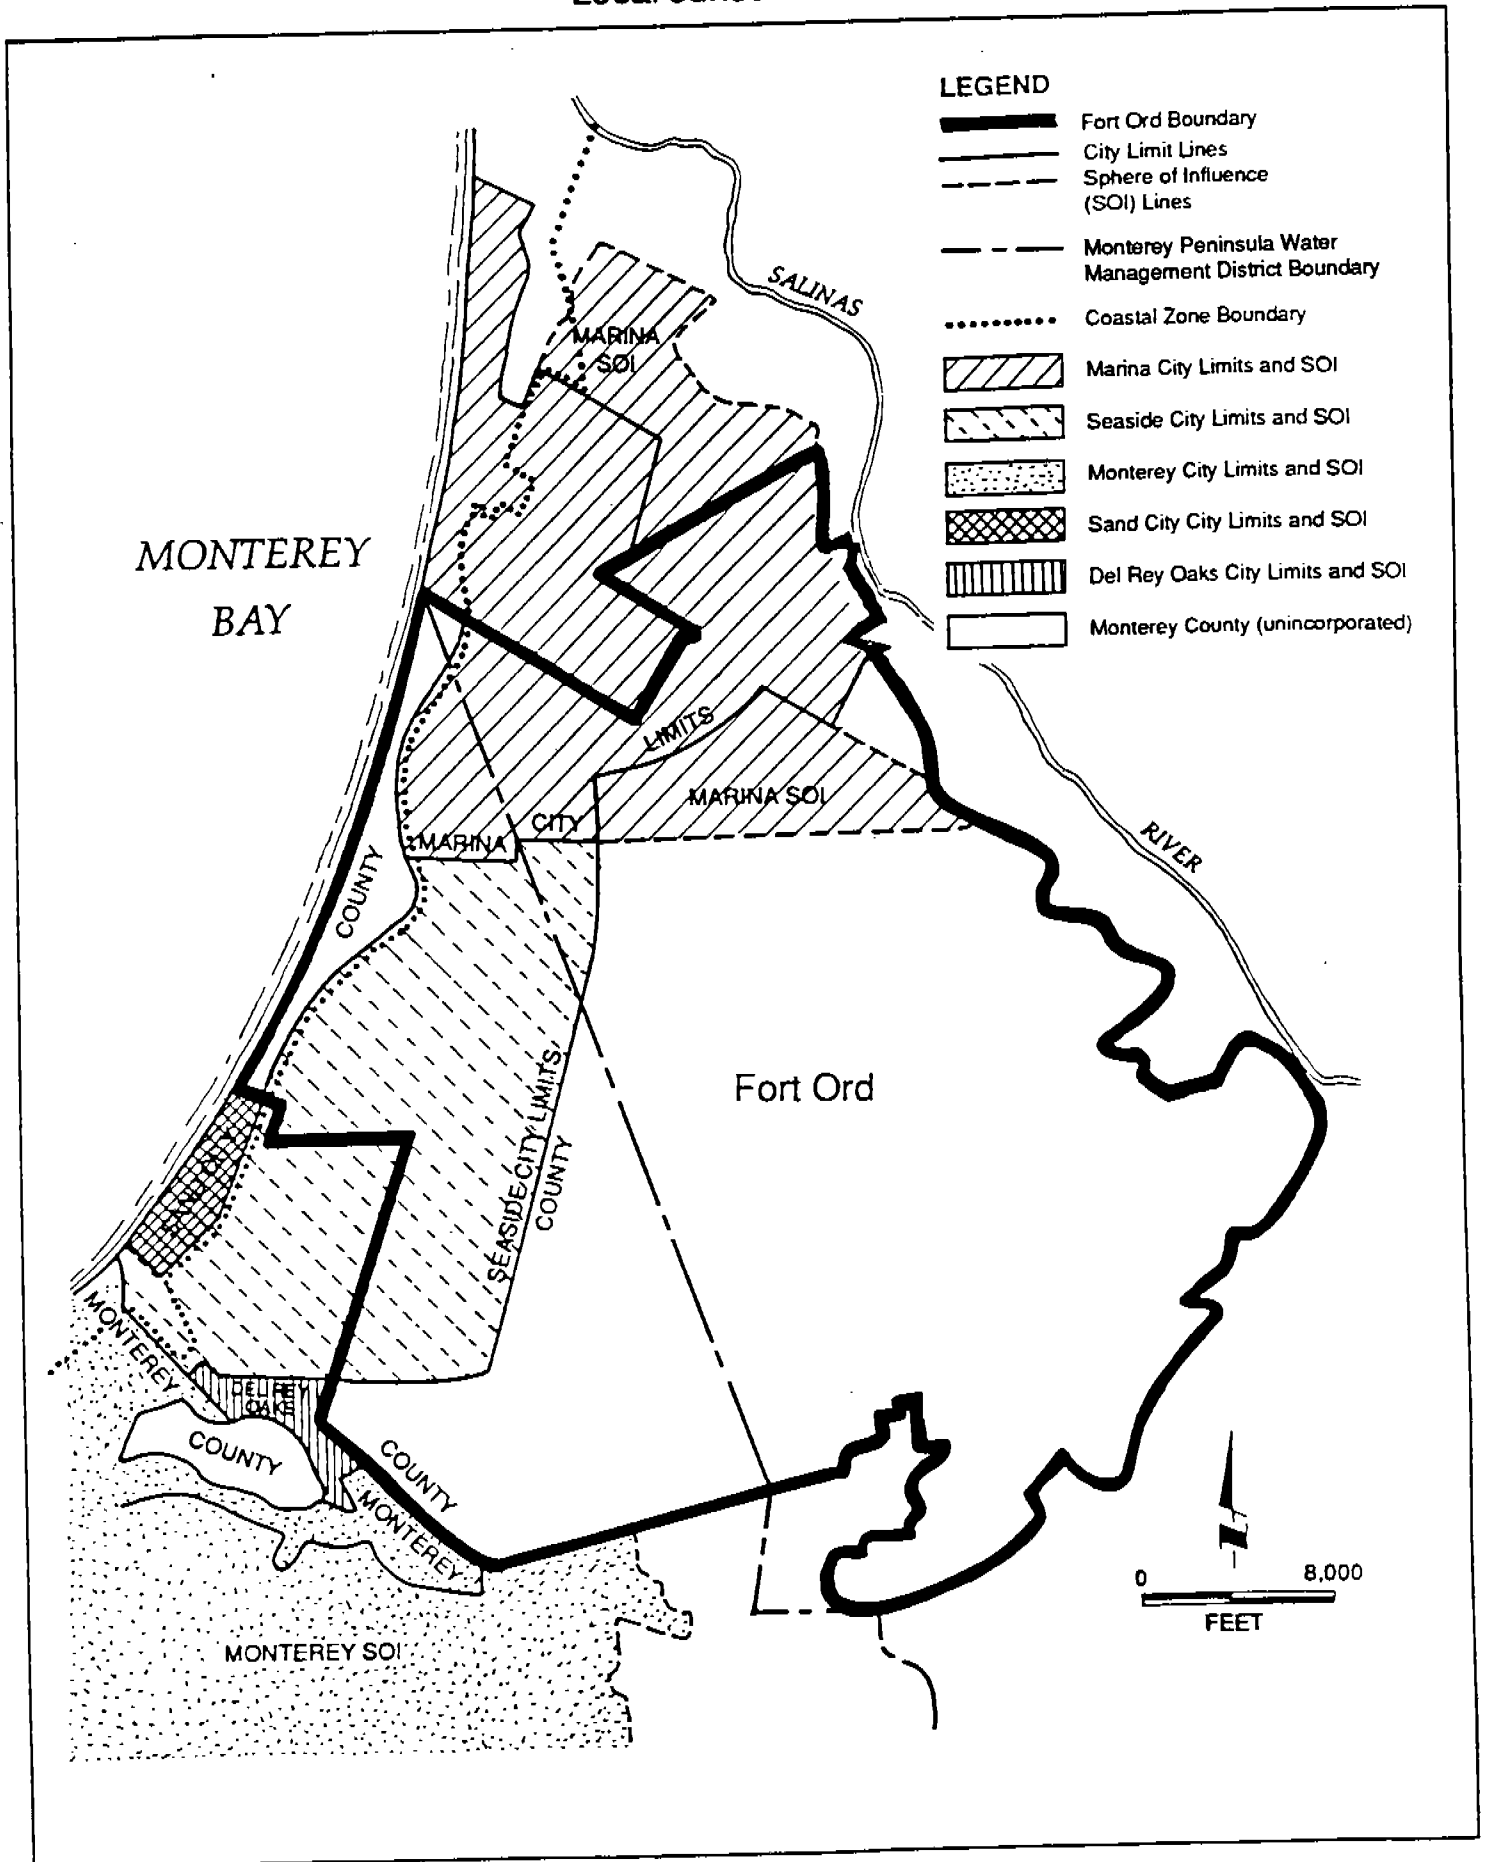 LEGEND
Fort Ord Boundary
City Limit Lines
Sphere of Influence
(SOI) Lines
Monterey Peninsula Water
Management District Boundary
Coastal Zone Boundary
Marina City Limits and SOI
Seaside City Limits and SOI
Monterey City Limits and SOI
Sand City City Limits and SOI
Del Rey Oaks City Limits and SOI
Monterey County (unincorporated)
SALINAS
MARINA
SOI
MONTEREY
BAY
LIMITS
MARINA SOI
CITY
MARINA
RIVER
COUNTY
Fort Ord
SEASIDE CITY LIMITS
COUNTY
MONTEREY
DEL REY
OAKS
COUNTY
COUNTY
MONTEREY
MONTEREY SOI
0 8,000
FEET